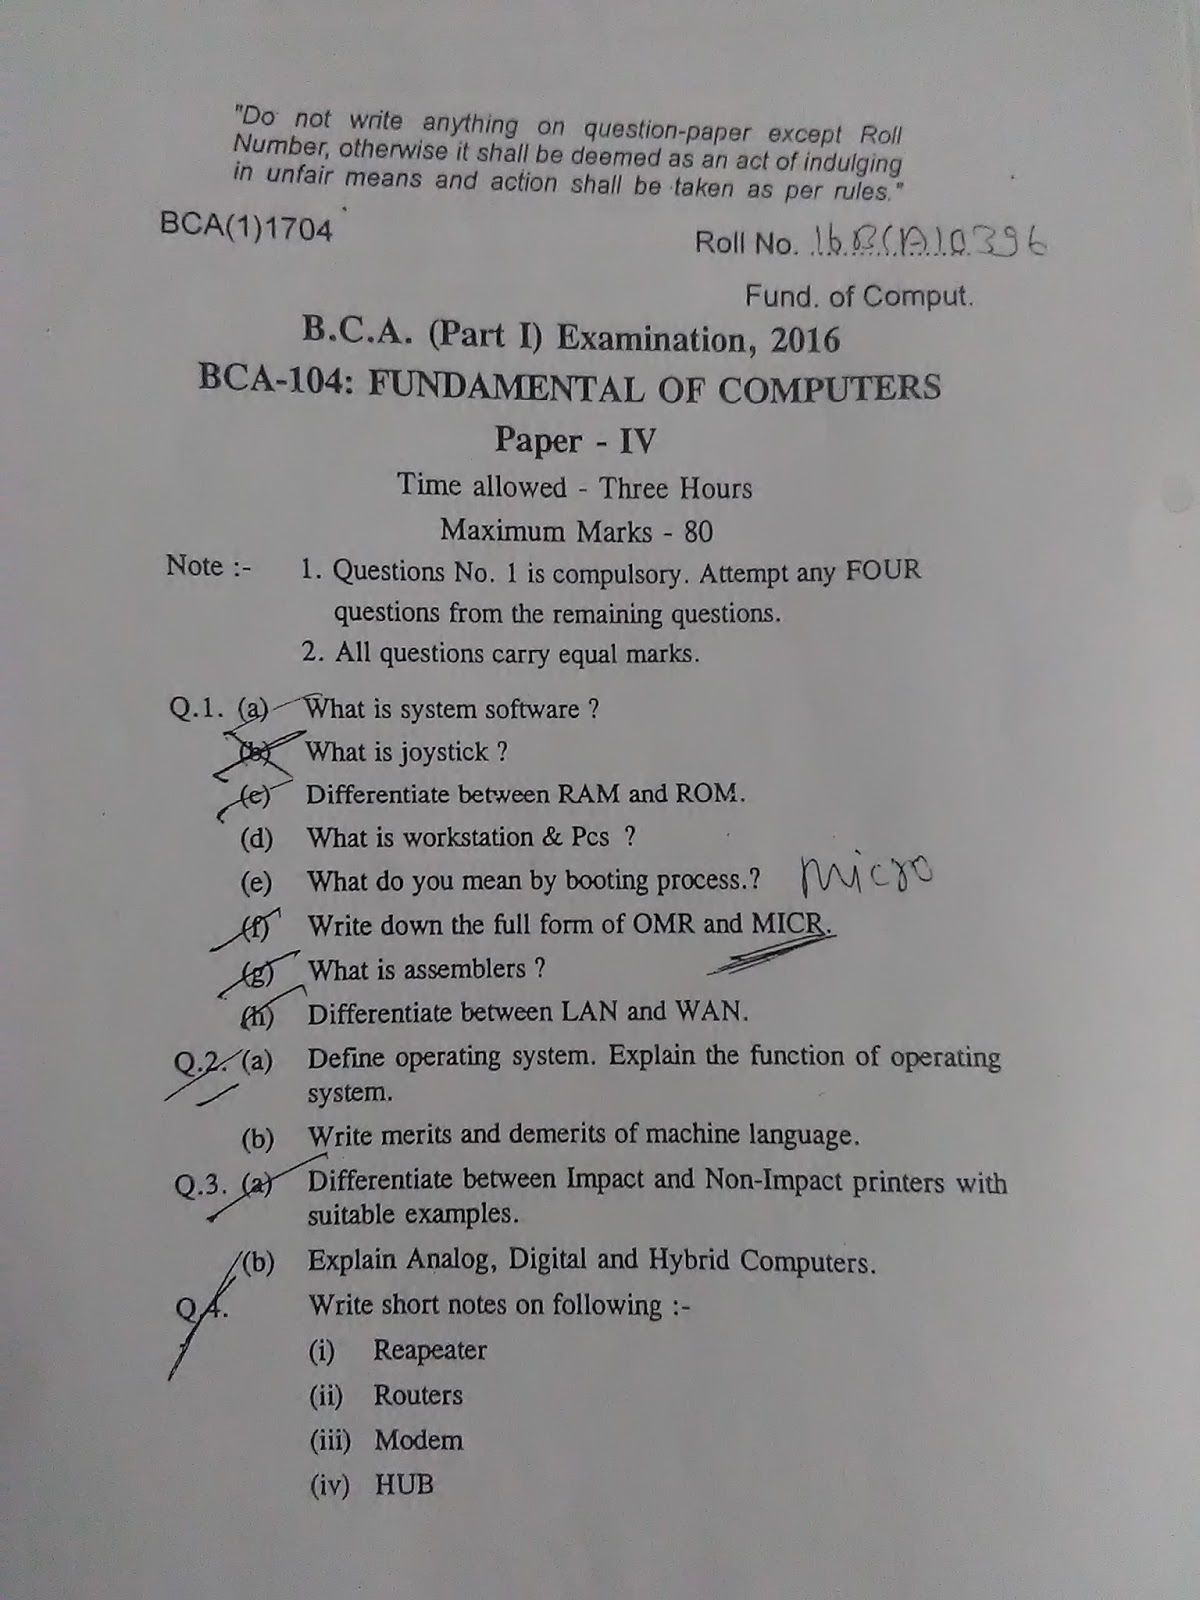 "Do not write anything on question-paper except Roll
Number, otherwise it shall be deemed as an act of indulging
in unfair means and action shall be taken as per rules."
BCA(1)1704
Roll No. 
Fund. of Comput.
B.C.A. (Part I) Examination, 2016
BCA-104: FUNDAMENTAL OF COMPUTERS
Paper - IV
Time allowed - Three Hours
Maximum Marks - 80
Note :- 1. Questions No. 1 is compulsory. Attempt any FOUR
questions from the remaining questions.
2. All questions carry equal marks.
Q.1. (a) What is system software ?
(b) What is joystick ?
(c) Differentiate between RAM and ROM.
(d) What is workstation & Pcs ?
(e) What do you mean by booting process.? Micro
(f) Write down the full form of OMR and MICR.
(g) What is assemblers ?
(h) Differentiate between LAN and WAN.
Q.2. (a) Define operating system. Explain the function of operating
system.
(b) Write merits and demerits of machine language.
Q.3. (a) Differentiate between Impact and Non-Impact printers with
suitable examples.
(b) Explain Analog, Digital and Hybrid Computers.
Q.4. Write short notes on following :-
(i) Reapeater
(ii) Routers
(iii) Modem
(iv) HUB